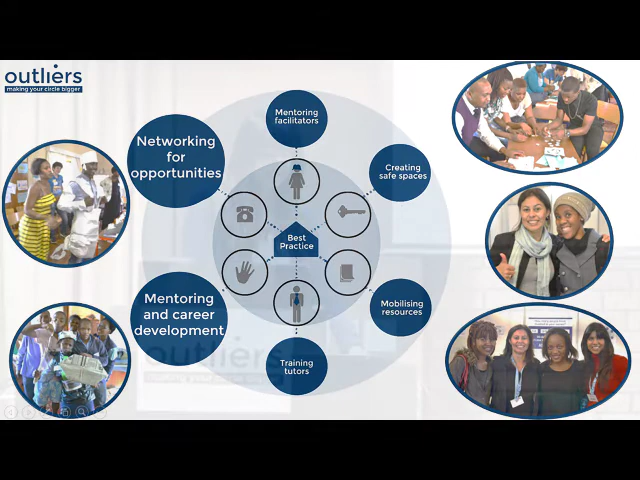 outliers
making your circle bigger
Mentoring
facilitators
Networking
for
opportunities
Creating
safe spaces
Best
Practice
Mentoring
and career
development
Mobilising
resources
Training
tutors
outliers